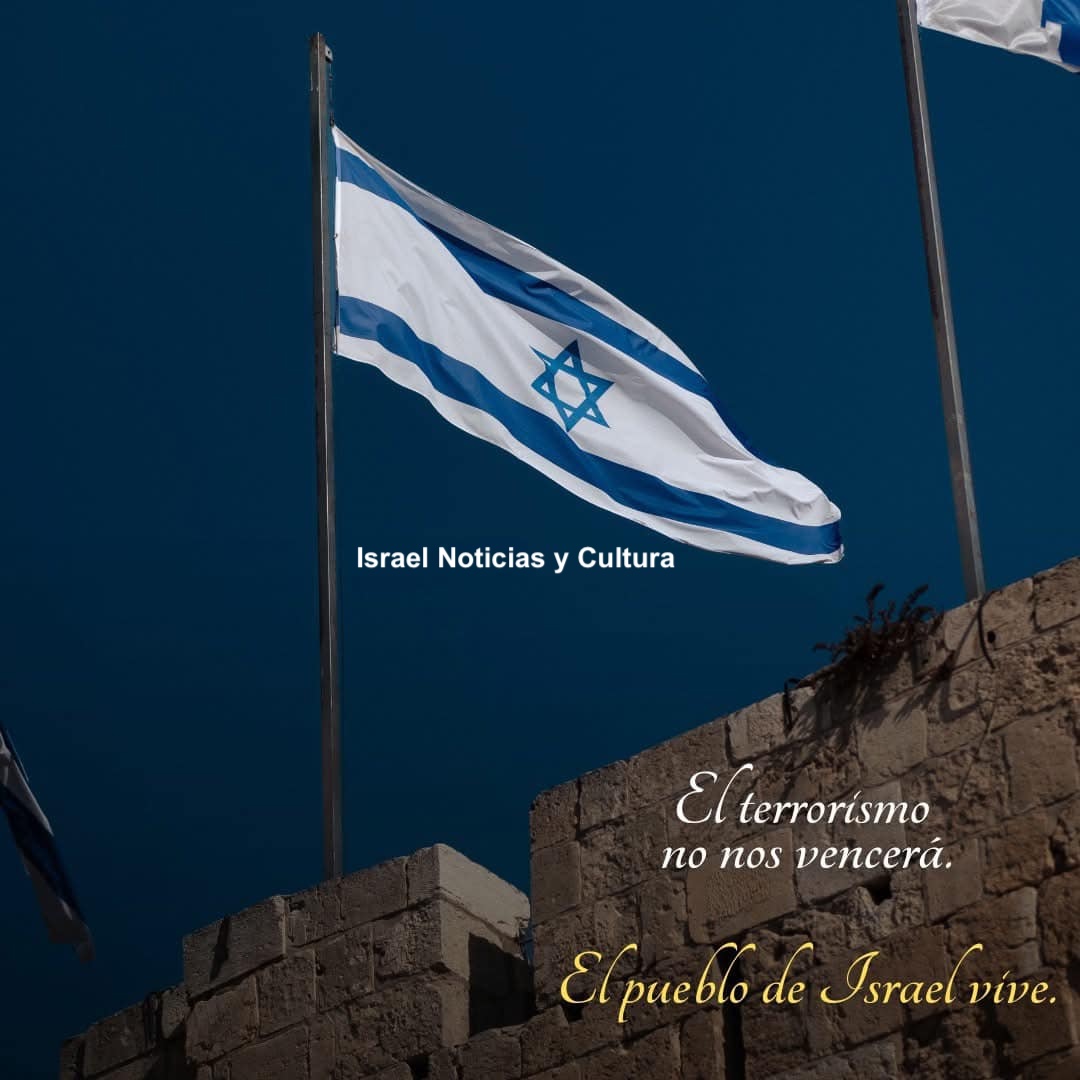 Israel Noticias y Cultura
El terrorismo
no nos vencerá.
El pueblo de Israel vive.